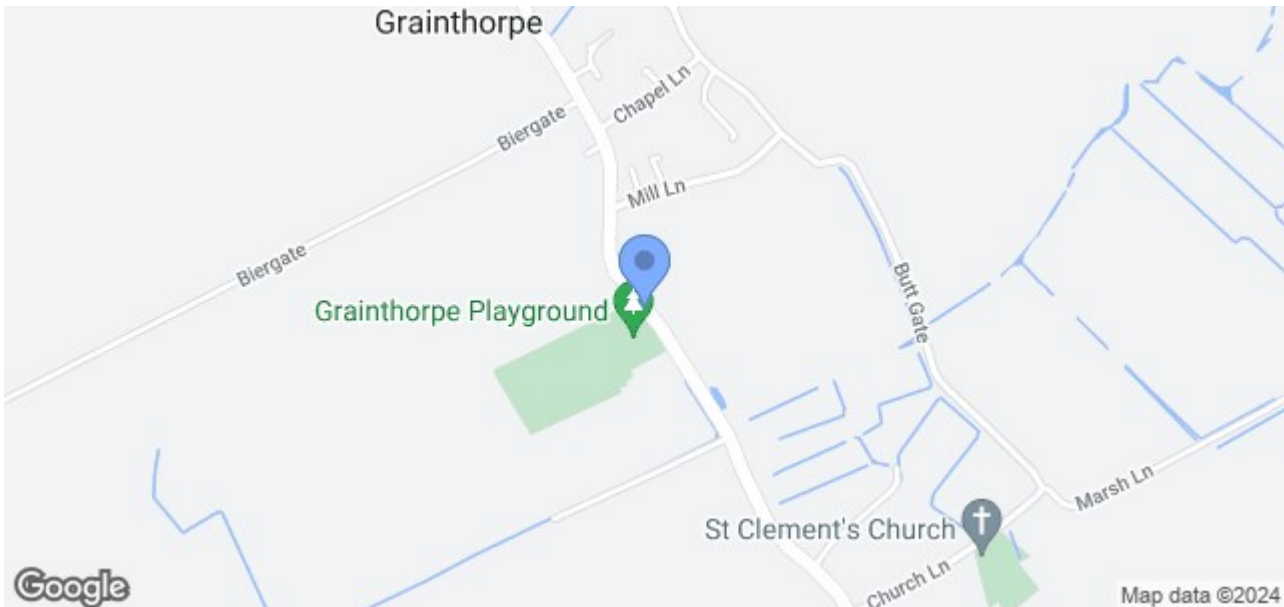 Grainthorpe
Chapel Ln
Biergate
Mill Ln
Biergate
Butt Gate
Grainthorpe Playground
Marsh Ln
St Clement's Church
Church Ln
Google
Map data ©2024